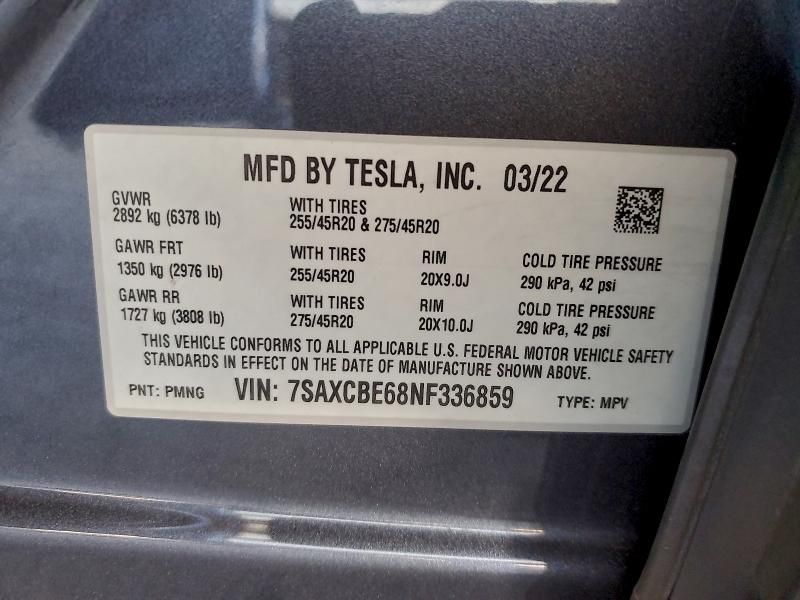 MFD BY TESLA, INC. 03/22
GVWR
2892 kg (6378 lb)
WITH TIRES
255/45R20 & 275/45R20
GAWR FRT
1350 kg (2976 lb)
WITH TIRES
255/45R20
RIM
20X9.0J
COLD TIRE PRESSURE
290 kPa, 42 psi
GAWR RR
1727 kg (3808 lb)
WITH TIRES
275/45R20
RIM
20X10.0J
COLD TIRE PRESSURE
290 kPa, 42 psi
THIS VEHICLE CONFORMS TO ALL APPLICABLE U.S. FEDERAL MOTOR VEHICLE SAFETY
STANDARDS IN EFFECT ON THE DATE OF MANUFACTURE SHOWN ABOVE.
PNT: PMNG VIN: 7SAXCBE68NF336859 TYPE: MPV